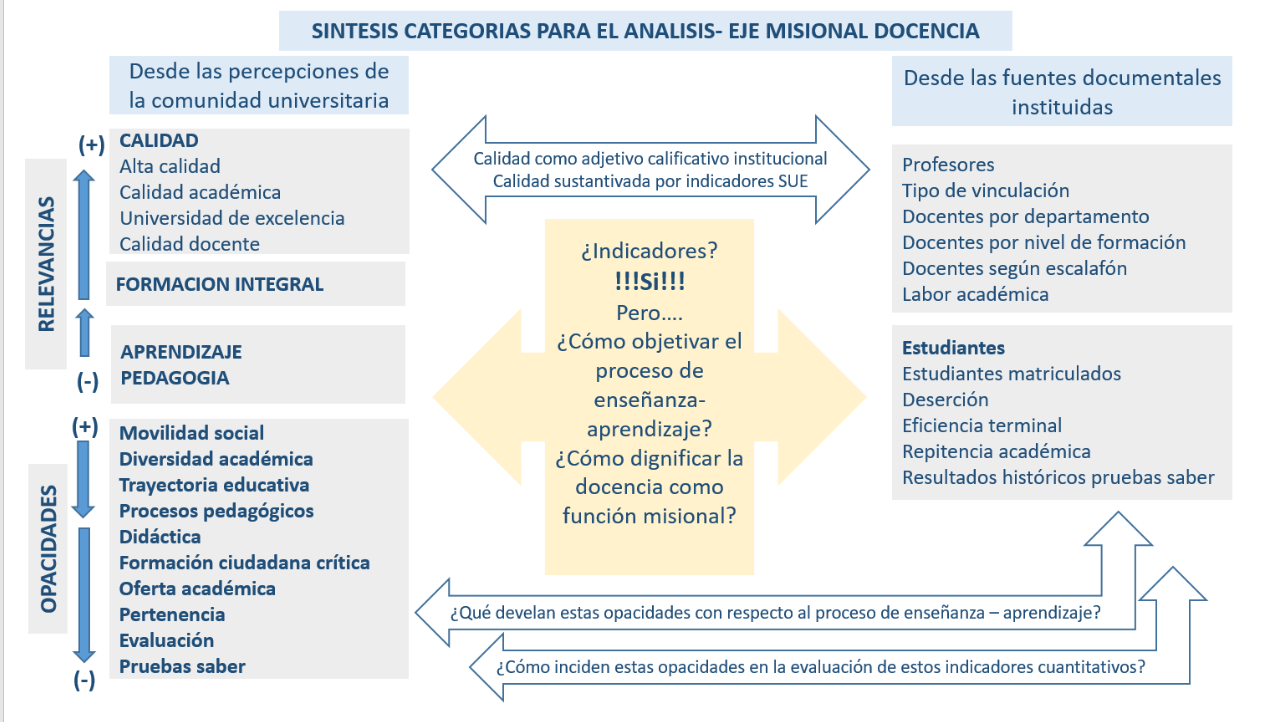 SINTESIS CATEGORIAS PARA EL ANALISIS- EJE MISIONAL DOCENCIA
Desde las percepciones de
la comunidad universitaria
RELEVANCIAS
(+)
CALIDAD
Alta calidad
Calidad académica
Universidad de excelencia
Calidad docente
FORMACION INTEGRAL
APRENDIZAJE
PEDAGOGIA
(-)
OPACIDADES
(+)
Movilidad social
Diversidad académica
Trayectoria educativa
Procesos pedagógicos
Didáctica
Formación ciudadana crítica
Oferta académica
Pertenencia
Evaluación
Pruebas saber
(-)
Calidad como adjetivo calificativo institucional
Calidad sustantivada por indicadores SUE
¿Indicadores?
!!!Si!!!
Pero....
¿Cómo objetivar el
proceso de
enseñanza-
aprendizaje?
¿Cómo dignificar la
docencia como
función misional?
Desde las fuentes documentales
instituidas
Profesores
Tipo de vinculación
Docentes por departamento
Docentes por nivel de formación
Docentes según escalafón
Labor académica
Estudiantes
Estudiantes matriculados
Deserción
Eficiencia terminal
Repitencia académica
Resultados históricos pruebas saber
¿Qué develan estas opacidades con respecto al proceso de enseñanza – aprendizaje?
¿Cómo inciden estas opacidades en la evaluación de estos indicadores cuantitativos?